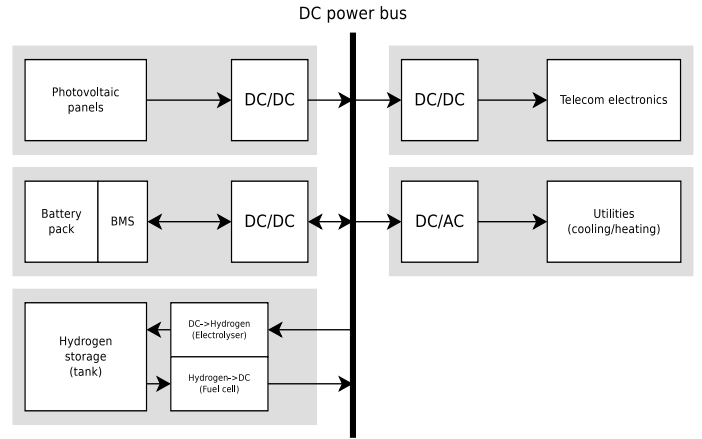 DC power bus
Photovoltaic
panels
DC/DC
DC/DC
Telecom electronics
Battery
pack
BMS
DC/DC
DC/AC
Utilities
(cooling/heating)
Hydrogen
storage
(tank)
DC->Hydrogen
(Electrolyser)
Hydrogen->DC
(Fuel cell)